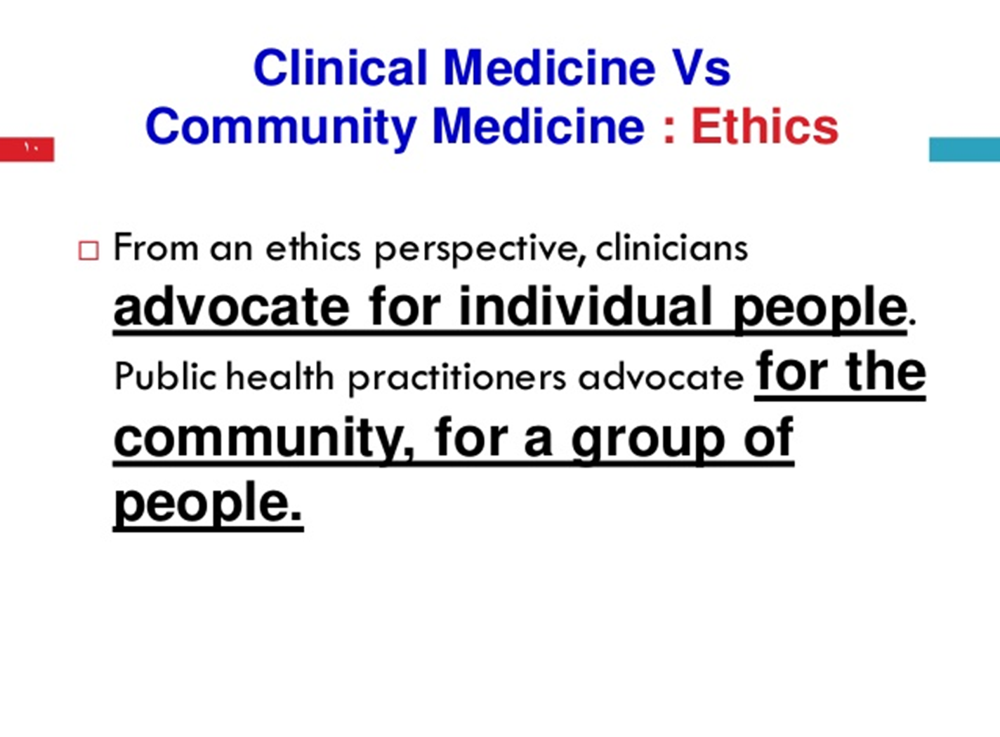 Clinical Medicine Vs
Community Medicine : Ethics
١٠
From an ethics perspective, clinicians
advocate for individual people.
Public health practitioners advocate for the
community, for a group of
people.